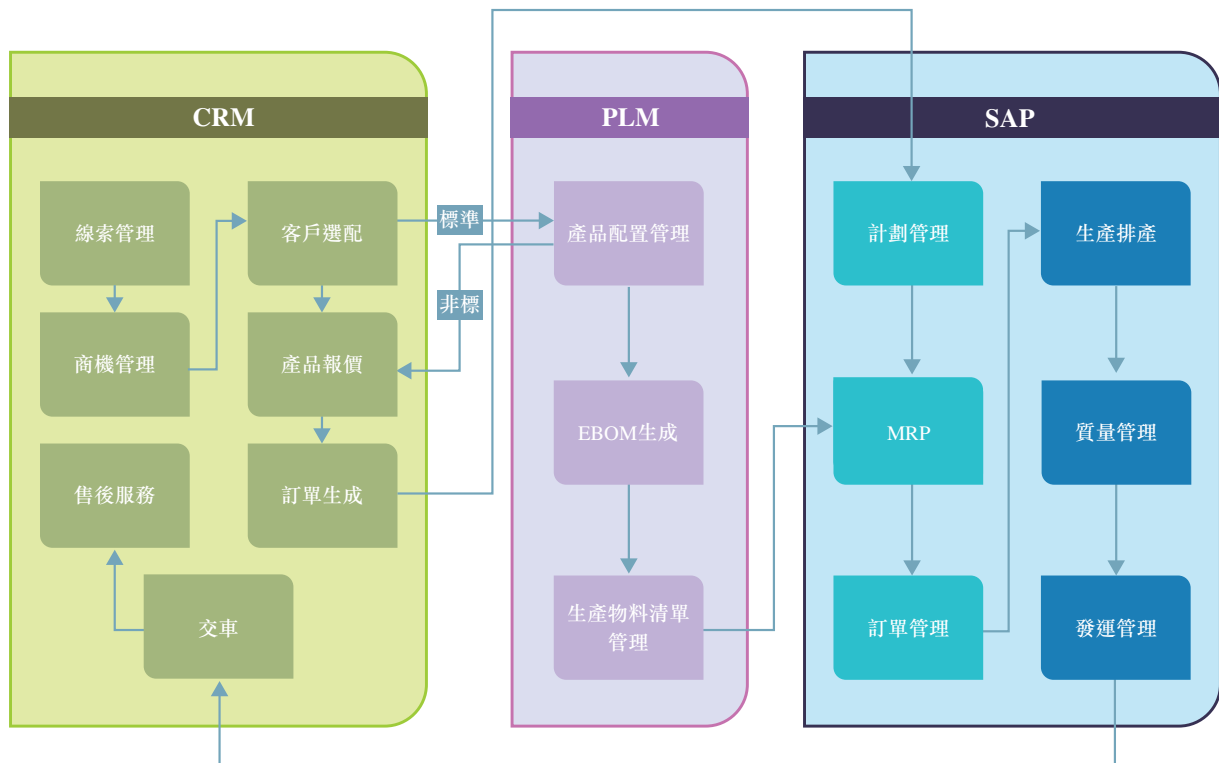 CRM
PLM
SAP
線索管理
客戶選配
標準
產品配置管理
計劃管理
生產排產
非標
商機管理
產品報價
EBOM生成
MRP
質量管理
售後服務
訂單生成
交車
生產物料清單
管理
訂單管理
發運管理